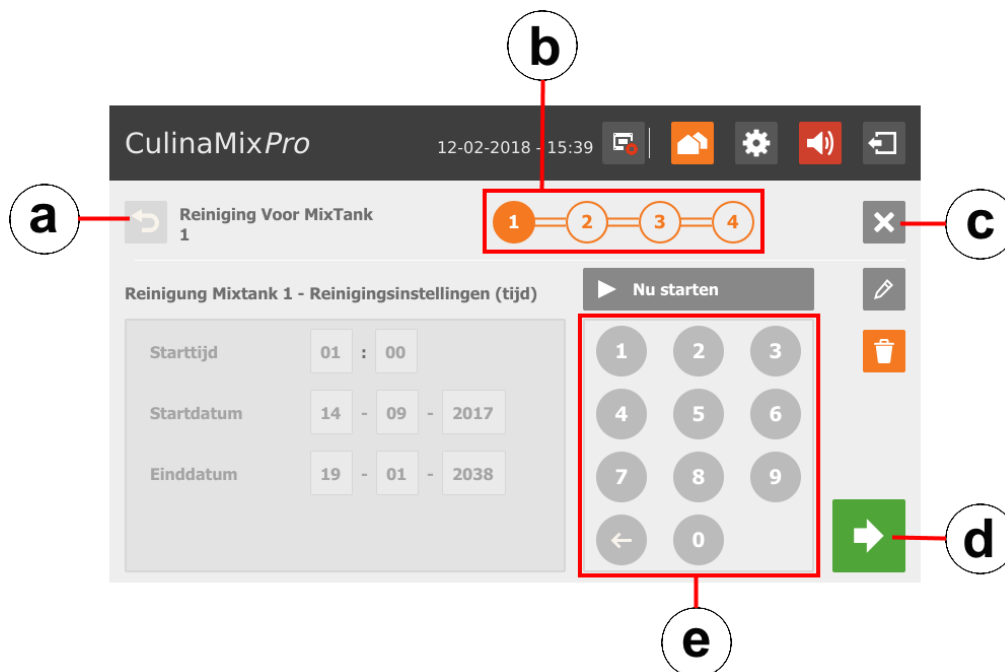 b
CulinaMixPro 12-02-2018 - 15:39
a
Reiniging Voor MixTank
1
1 2 3 4
c
Reinigung Mixtank 1 - Reinigingsinstellingen (tijd)
Nu starten
Starttijd 01 : 00
Startdatum 14 - 09 - 2017
Einddatum 19 - 01 - 2038
1 2 3
4 5 6
7 8 9
0
d
e